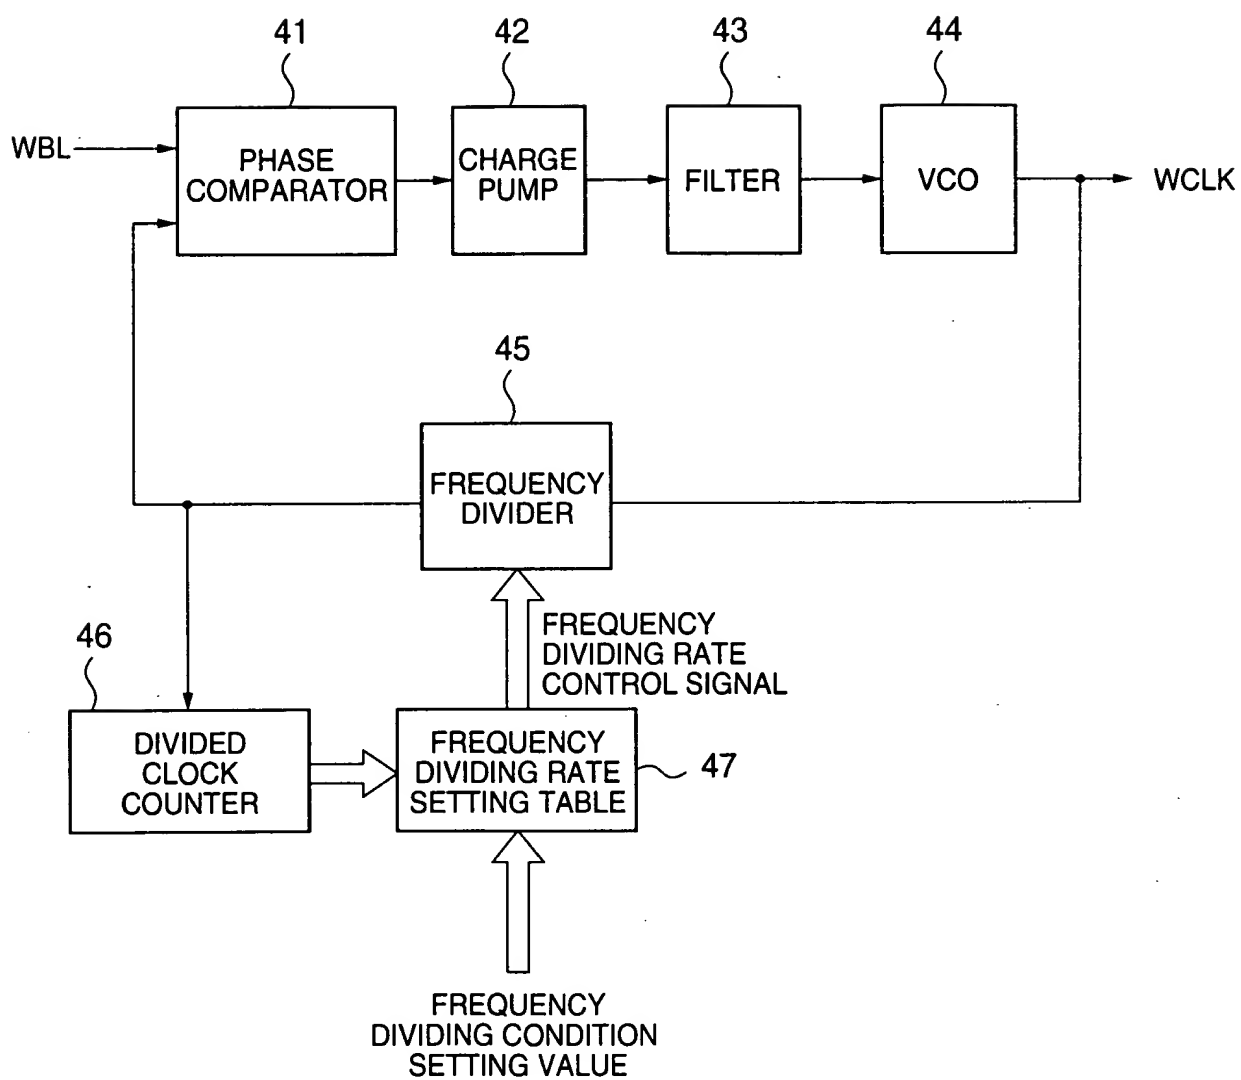 41
42
43
44
WBL
PHASE
COMPARATOR
CHARGE
PUMP
FILTER
VCO
WCLK
45
FREQUENCY
DIVIDER
FREQUENCY
DIVIDING RATE
CONTROL SIGNAL
46
DIVIDED
CLOCK
COUNTER
FREQUENCY
DIVIDING RATE
SETTING TABLE
47
FREQUENCY
DIVIDING CONDITION
SETTING VALUE